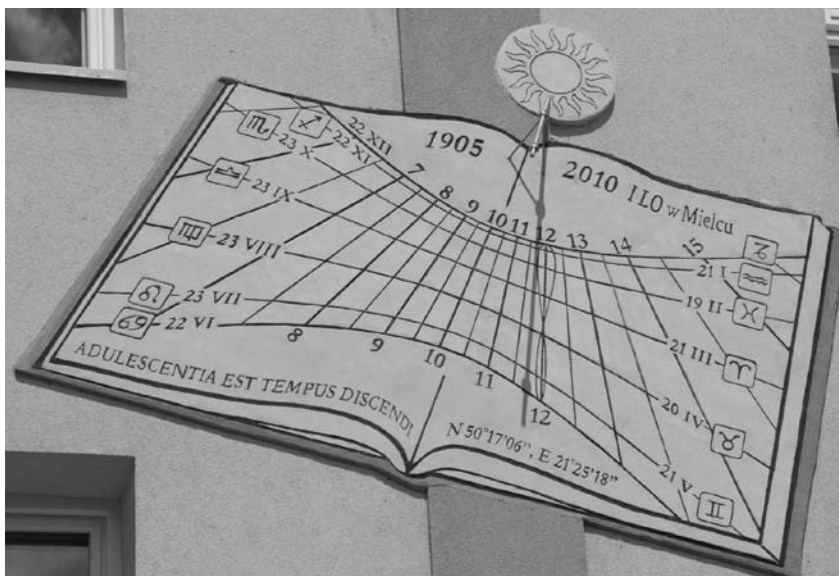 1905
2010 I LO w Mielcu
22 XII
22 XI
23 X
23 IX
23 VIII
23 VII
22 VI
7 8 9 10 11 12 13 14 15
21 I
19 II
21 III
20 IV
21 V
8 9 10 11 12
ADULESCENTIA EST TEMPUS DISCENDI
N 50°17'06", E 21°25'18"